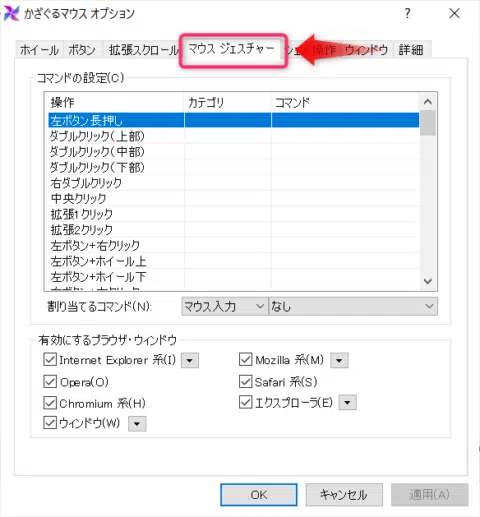 かざぐるマウス オプション
ホイール ボタン 拡張スクロール マウス ジェスチャー 操作 ウィンドウ 詳細
コマンドの設定(C)
操作 カテゴリ コマンド
左ボタン長押し
ダブルクリック(上部)
ダブルクリック(中部)
ダブルクリック(下部)
右ダブルクリック
中央クリック
拡張1クリック
拡張2クリック
左ボタン+右クリック
左ボタン+ホイール上
左ボタン+ホイール下
割り当てるコマンド(N): マウス入力 なし
有効にするブラウザ・ウィンドウ
Internet Explorer 系(I) Mozilla 系(M)
Opera(O) Safari 系(S)
Chromium 系(H) エクスプローラ(E)
ウィンドウ(W)
OK キャンセル 適用(A)